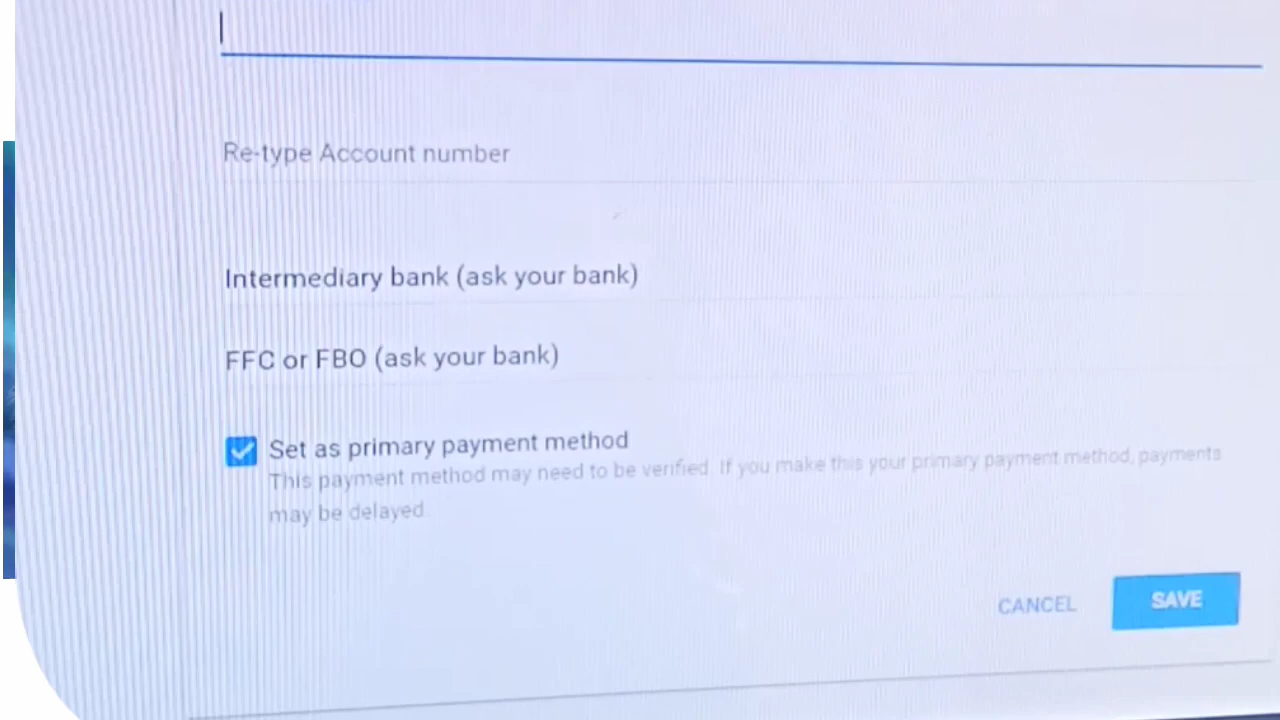 Re-type Account number
Intermediary bank (ask your bank)
FFC or FBO (ask your bank)
Set as primary payment method
This payment method may need to be verified. If you make this your primary payment method, payments
may be delayed.
CANCEL
SAVE